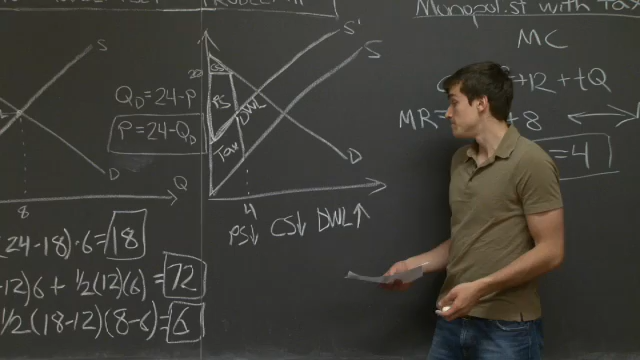 S
8
Q
D
(24-18)·6=18
-12)6 + ½(12)(6) = 72
½(18-12)(8-6) = 6
Q_D = 24-P
P = 24-Q_D
S'
S
CS
PS
DWL
Tax
D
4
PS↓ CS↓ DWL↑
Monopolist with Tax
MC
+12+tQ
MR=
+8
=4